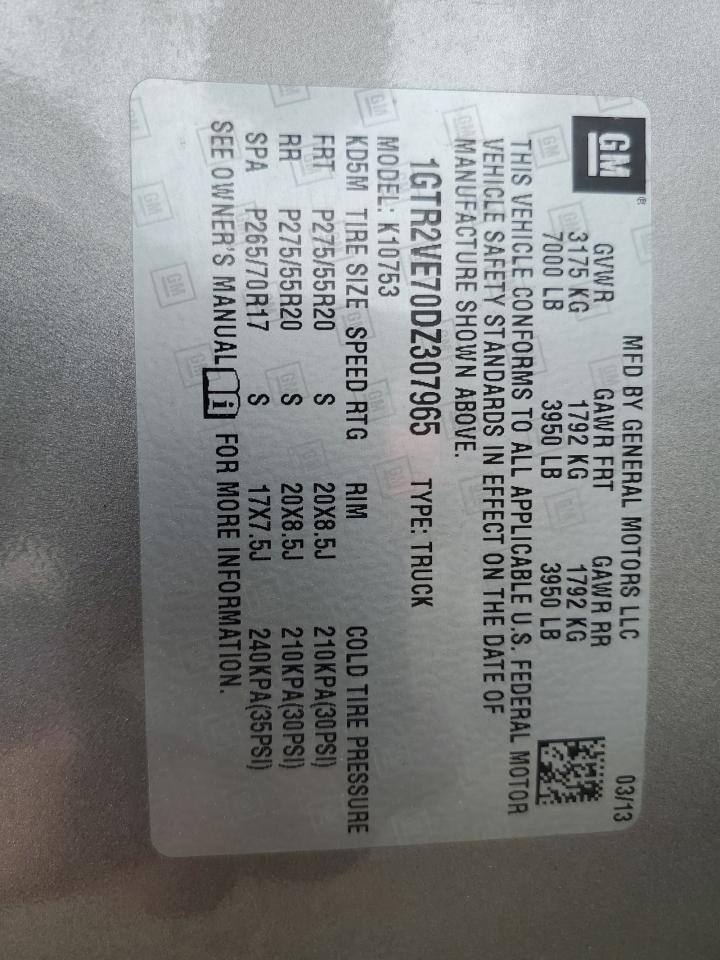 GM ®
MFD BY GENERAL MOTORS LLC 03/13
GVWR GAWR FRT GAWR RR
3175 KG 1792 KG 1792 KG
7000 LB 3950 LB 3950 LB
THIS VEHICLE CONFORMS TO ALL APPLICABLE U.S. FEDERAL MOTOR
VEHICLE SAFETY STANDARDS IN EFFECT ON THE DATE OF
MANUFACTURE SHOWN ABOVE.
1GTR2VE70DZ307965 TYPE: TRUCK
MODEL: K10753
KD5M TIRE SIZE SPEED RTG RIM COLD TIRE PRESSURE
FRT P275/55R20 S 20X8.5J 210KPA(30PSI)
RR P275/55R20 S 20X8.5J 210KPA(30PSI)
SPA P265/70R17 S 17X7.5J 240KPA(35PSI)
SEE OWNER'S MANUAL i FOR MORE INFORMATION.